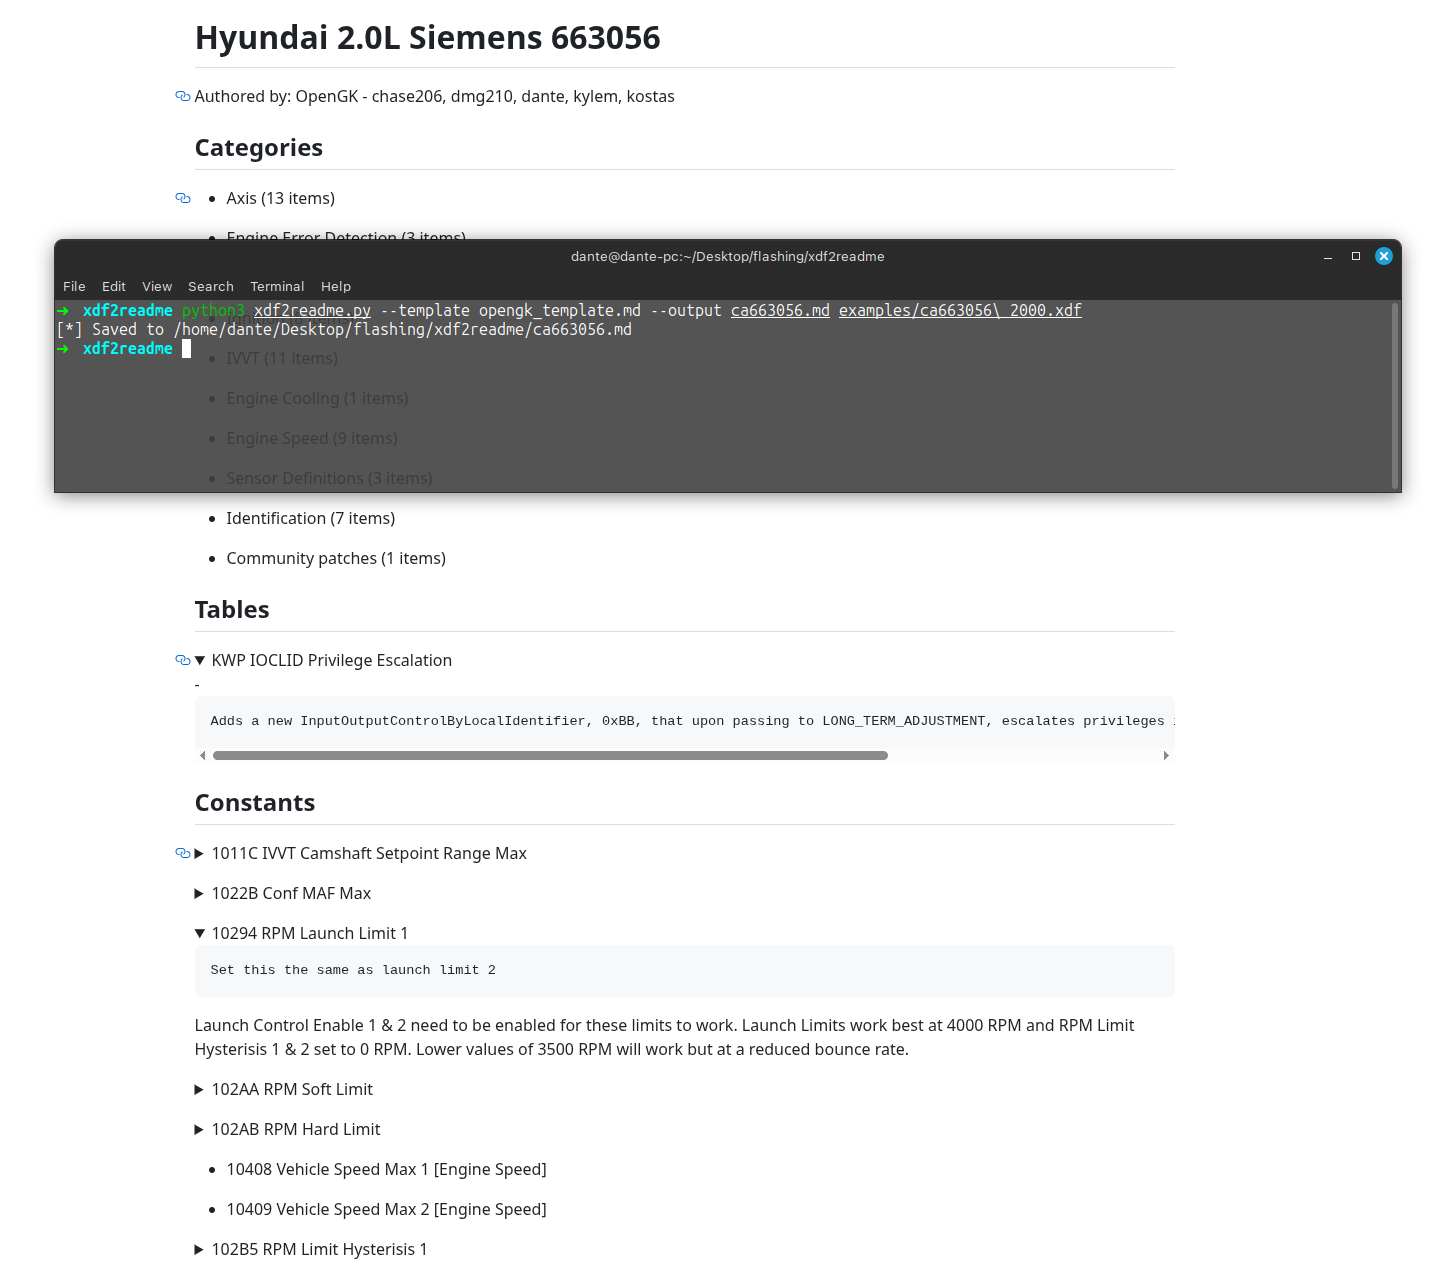 Hyundai 2.0L Siemens 663056
Authored by: OpenGK - chase206, dmg210, dante, kylem, kostas
Categories
Axis (13 items)
Engine Error Detection (3 items)
dante@dante-pc:~/Desktop/flashing/xdf2readme
File Edit View Search Terminal Help
➜ xdf2readme python3 xdf2readme.py --template opengk_template.md --output ca663056.md examples/ca663056\ 2000.xdf
[*] Saved to /home/dante/Desktop/flashing/xdf2readme/ca663056.md
➜ xdf2readme
IVVT (11 items)
Engine Cooling (1 items)
Engine Speed (9 items)
Sensor Definitions (3 items)
Identification (7 items)
Community patches (1 items)
Tables
▼ KWP IOCLID Privilege Escalation
-
Adds a new InputOutputControlByLocalIdentifier, 0xBB, that upon passing to LONG_TERM_ADJUSTMENT, escalates privileges
Constants
▶ 1011C IVVT Camshaft Setpoint Range Max
▶ 1022B Conf MAF Max
▼ 10294 RPM Launch Limit 1
Set this the same as launch limit 2
Launch Control Enable 1 & 2 need to be enabled for these limits to work. Launch Limits work best at 4000 RPM and RPM Limit
Hysterisis 1 & 2 set to 0 RPM. Lower values of 3500 RPM will work but at a reduced bounce rate.
▶ 102AA RPM Soft Limit
▶ 102AB RPM Hard Limit
10408 Vehicle Speed Max 1 [Engine Speed]
10409 Vehicle Speed Max 2 [Engine Speed]
▶ 102B5 RPM Limit Hysterisis 1